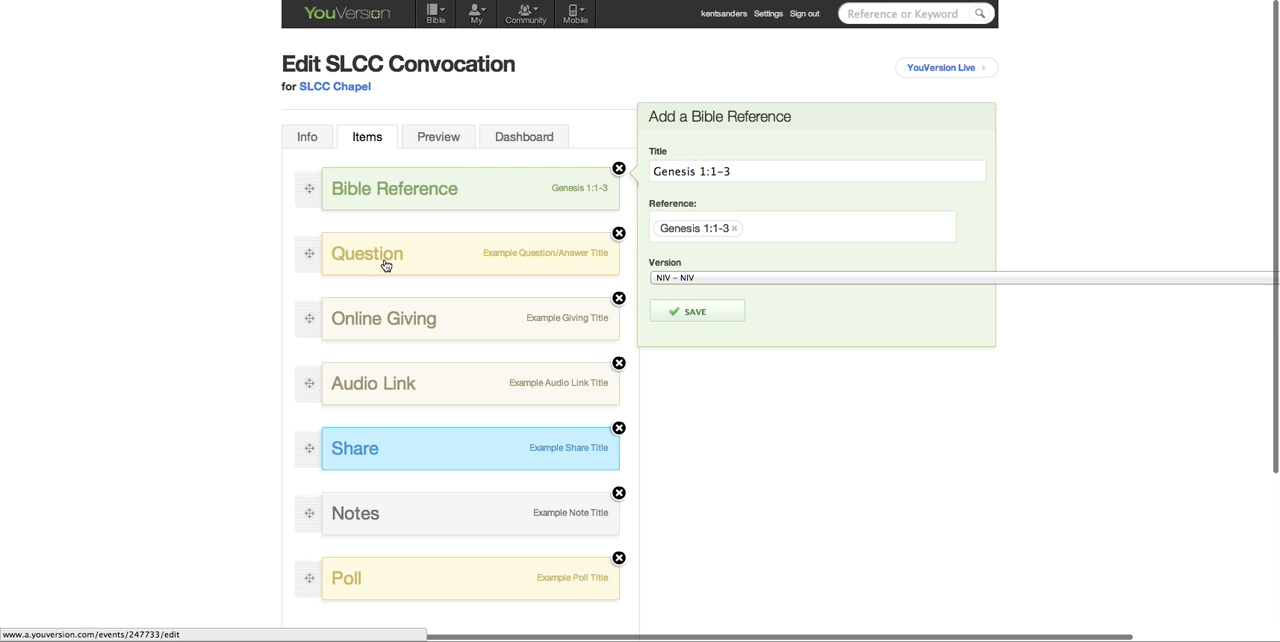 YouVersion
Bible
My
Community
Mobile
kentsanders Settings Sign out
Reference or Keyword
Edit SLCC Convocation
for SLCC Chapel
YouVersion Live
Info
Items
Preview
Dashboard
Bible Reference Genesis 1:1-3
Question Example Question/Answer Title
Online Giving Example Giving Title
Audio Link Example Audio Link Title
Share Example Share Title
Notes Example Note Title
Poll Example Poll Title
Add a Bible Reference
Title
Genesis 1:1-3
Reference:
Genesis 1:1-3
Version
NIV - NIV
SAVE
www.a.youversion.com/events/247733/edit